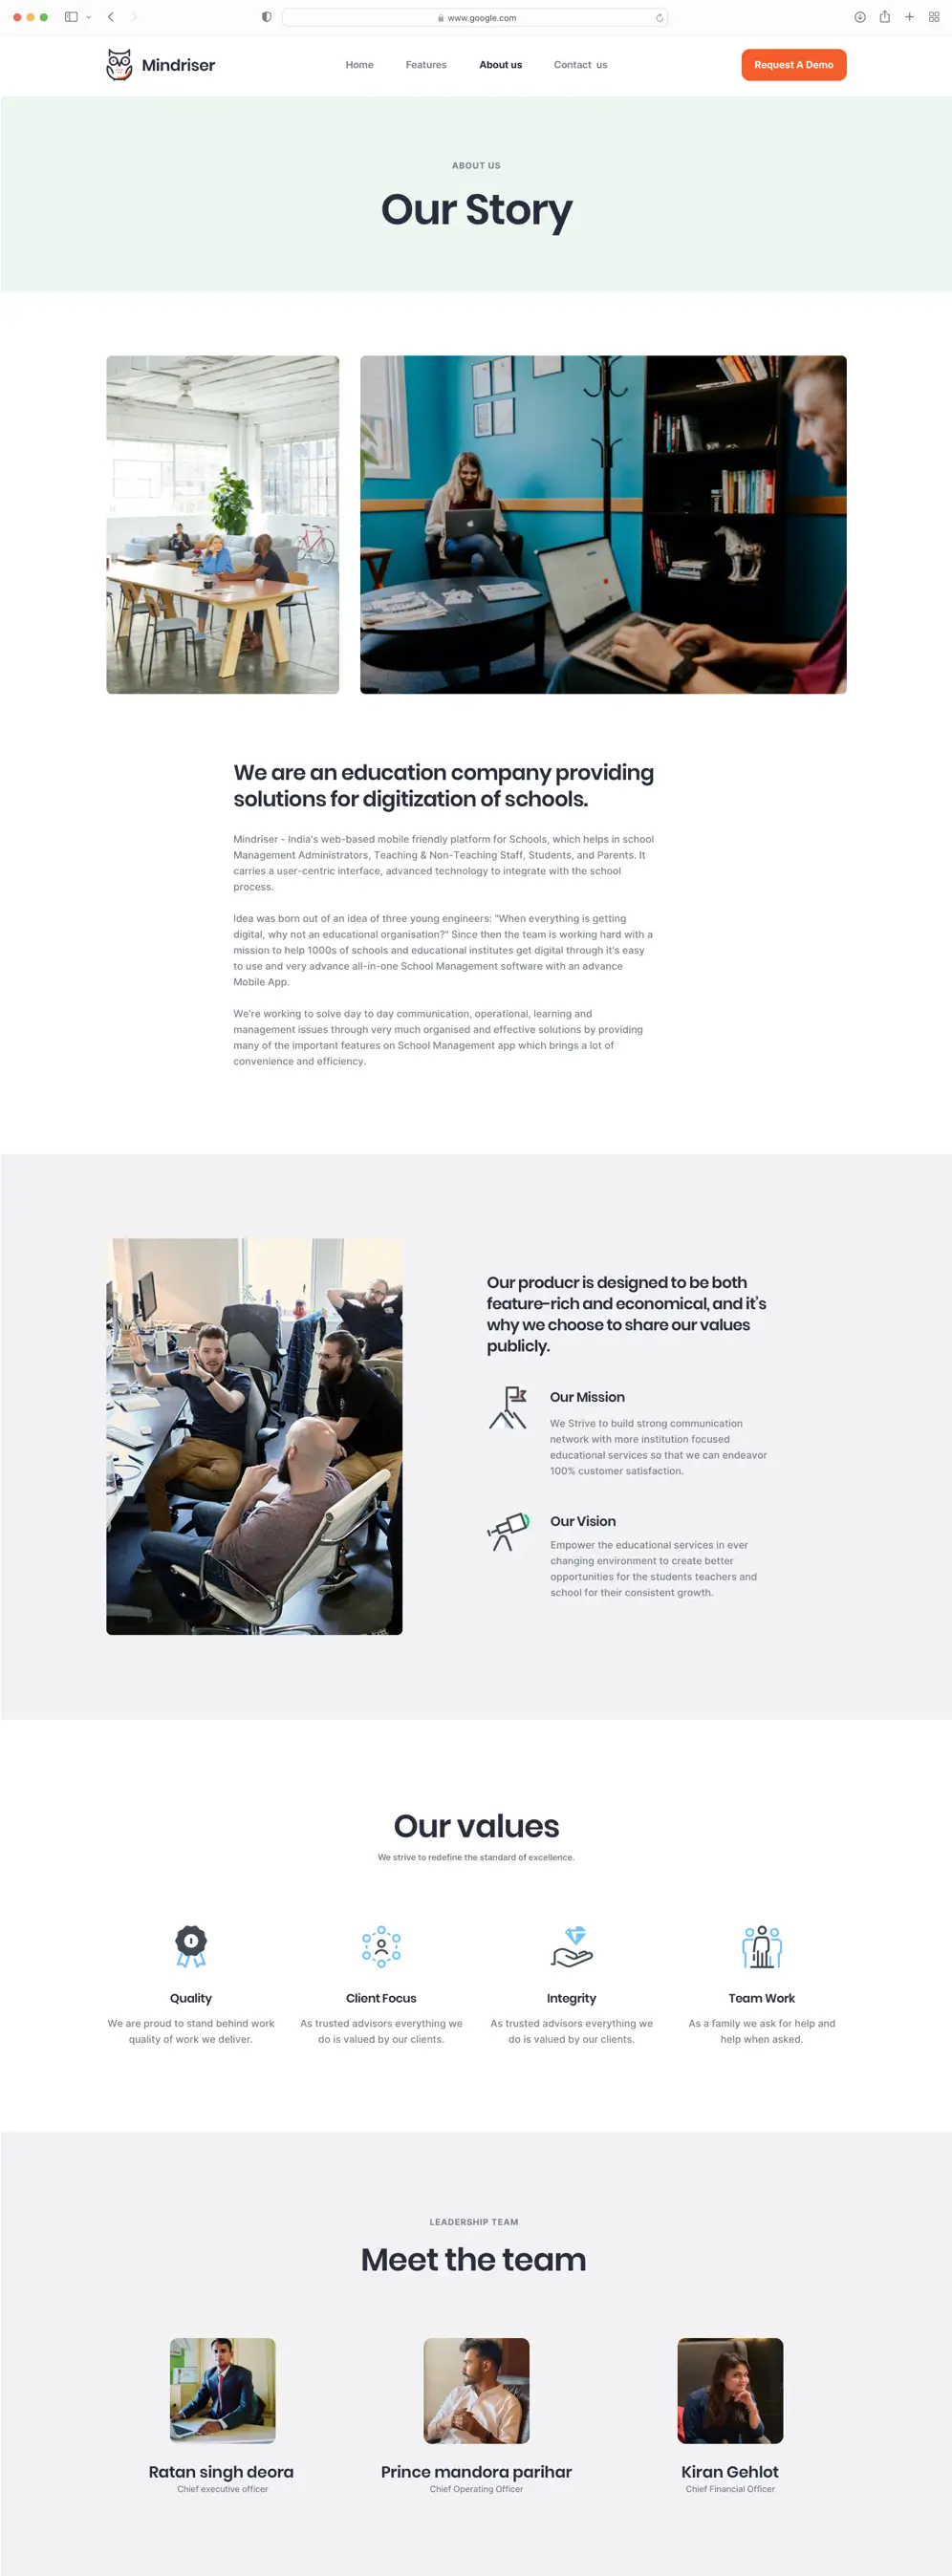 www.google.com
Mindriser
Home
Features
About us
Contact us
Request A Demo
ABOUT US
Our Story
We are an education company providing
solutions for digitization of schools.
Mindriser - India's web-based mobile friendly platform for Schools, which helps in school
Management Administrators, Teaching & Non-Teaching Staff, Students, and Parents. It
carries a user-centric interface, advanced technology to integrate with the school
process.
Idea was born out of an idea of three young engineers: "When everything is getting
digital, why not an educational organisation?" Since then the team is working hard with a
mission to help 1000s of schools and educational institutes get digital through it's easy
to use and very advance all-in-one School Management software with an advance
Mobile App.
We're working to solve day to day communication, operational, learning and
management issues through very much organised and effective solutions by providing
many of the important features on School Management app which brings a lot of
convenience and efficiency.
Our producr is designed to be both
feature-rich and economical, and it's
why we choose to share our values
publicly.
Our Mission
We Strive to build strong communication
network with more institution focused
educational services so that we can endeavor
100% customer satisfaction.
Our Vision
Empower the educational services in ever
changing environment to create better
opportunities for the students teachers and
school for their consistent growth.
Our values
We strive to redefine the standard of excellence.
Quality
We are proud to stand behind work
quality of work we deliver.
Client Focus
As trusted advisors everything we
do is valued by our clients.
Integrity
As trusted advisors everything we
do is valued by our clients.
Team Work
As a family we ask for help and
help when asked.
LEADERSHIP TEAM
Meet the team
Ratan singh deora
Chief executive officer
Prince mandora parihar
Chief Operating Officer
Kiran Gehlot
Chief Financial Officer